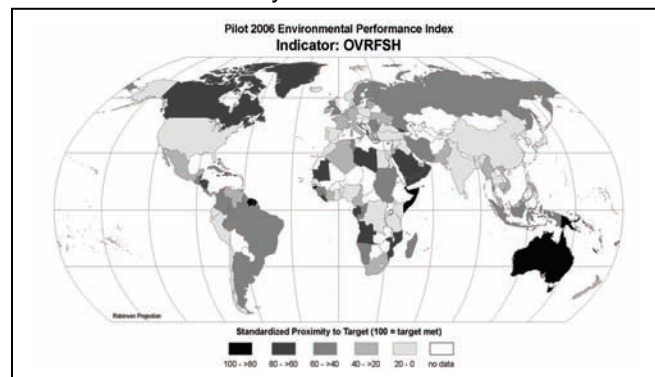 Pilot 2006 Environmental Performance Index
Indicator: OVRFSH
Robinson Projection
Standardized Proximity to Target (100 = target met)
100 - >80 80 - >60 60 - >40 40 - >20 20 - 0 no data